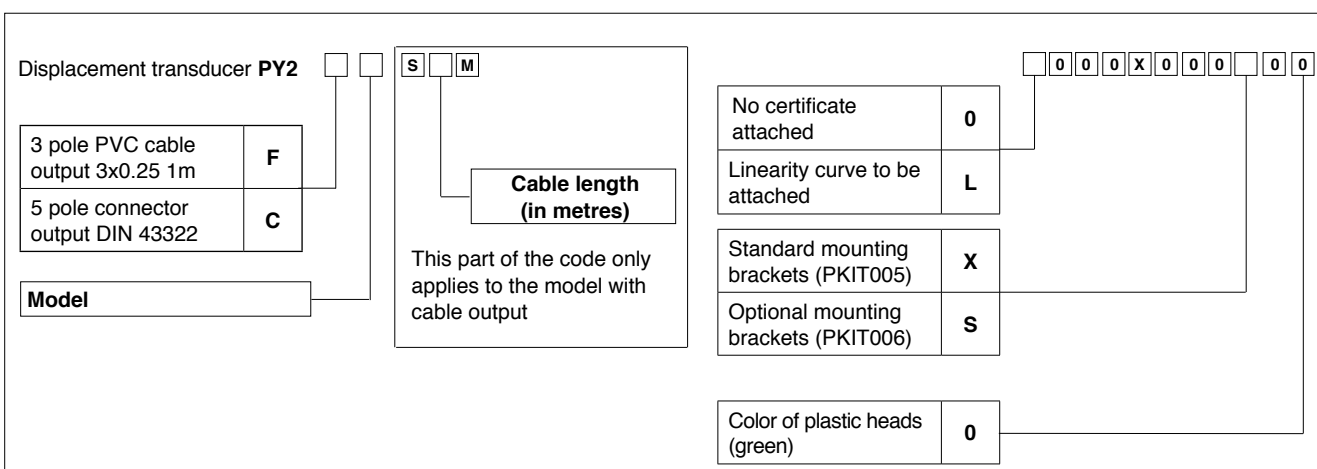 Displacement transducer PY2
S M
0 0 0 X 0 0 0 0 0
3 pole PVC cable
output 3x0.25 1m
F
5 pole connector
output DIN 43322
C
Model
Cable length
(in metres)
This part of the code only
applies to the model with
cable output
No certificate
attached
0
Linearity curve to be
attached
L
Standard mounting
brackets (PKIT005)
X
Optional mounting
brackets (PKIT006)
S
Color of plastic heads
(green)
0